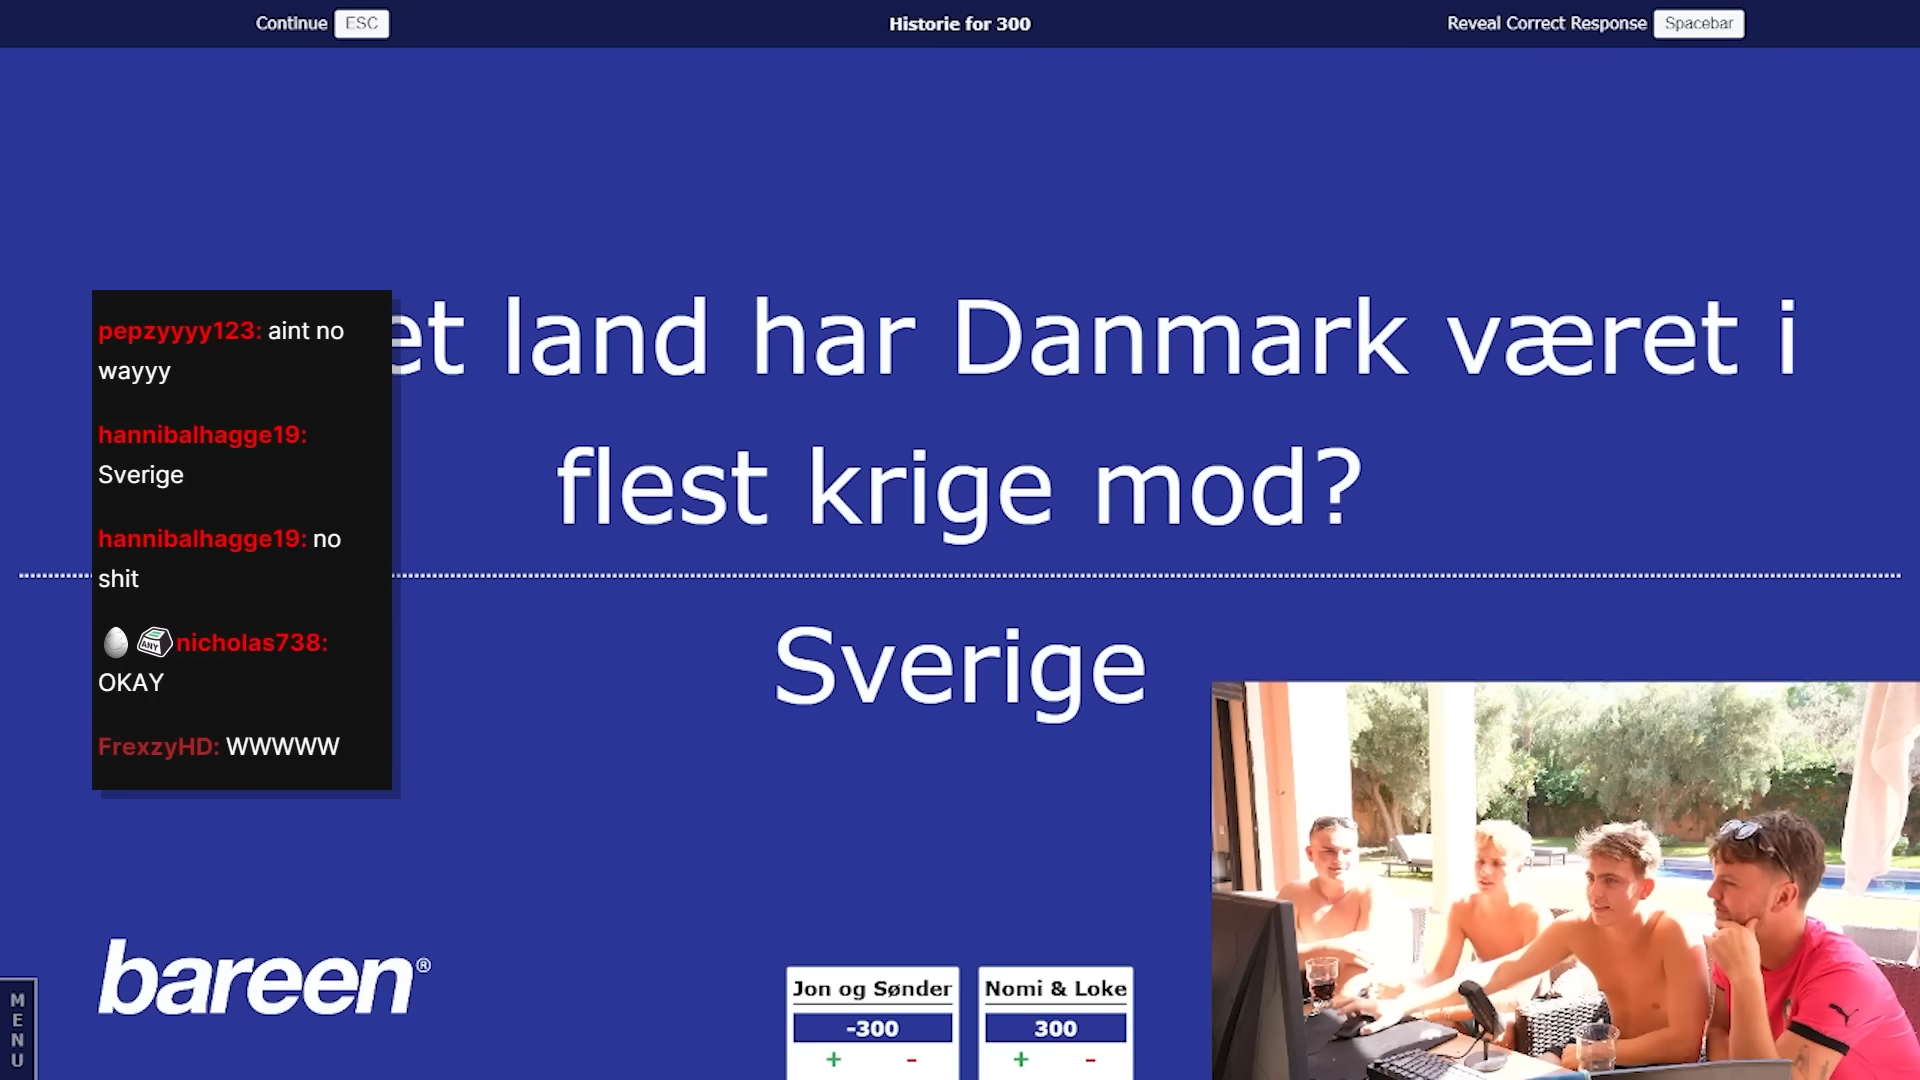 Continue ESC
Historie for 300
Reveal Correct Response Spacebar
et land har Danmark været i
flest krige mod?
Sverige
pepzyyyy123: aint no
wayyy
hannibalhagge19:
Sverige
hannibalhagge19: no
shit
ANY nicholas738:
OKAY
FrexzyHD: WWWWW
bareen®
MENU
Jon og Sønder
-300
+ -
Nomi & Loke
300
+ -